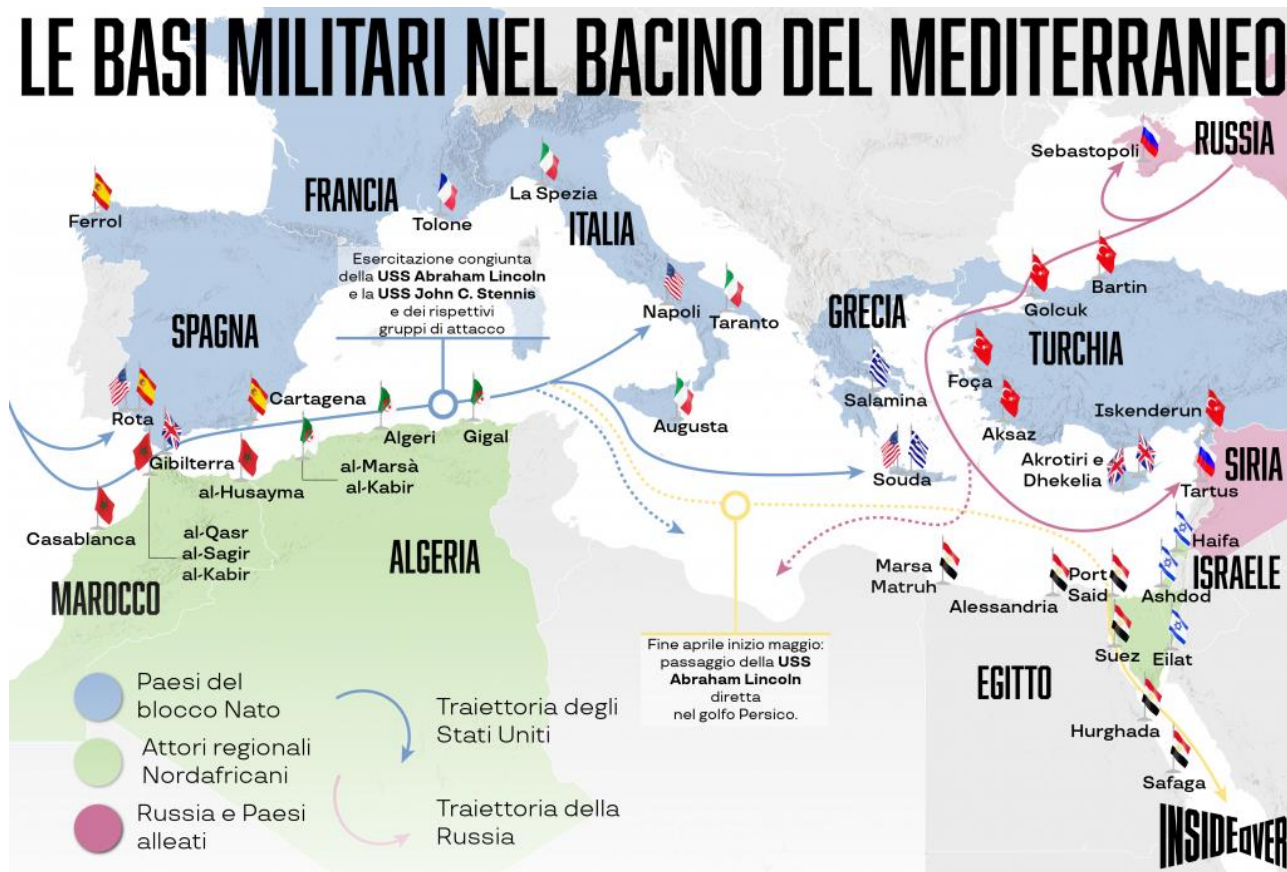 LE BASI MILITARI NEL BACINO DEL MEDITERRANEO
RUSSIA
Sebastopoli
Ferrol
FRANCIA
Tolone
La Spezia
ITALIA
Esercitazione congiunta
della USS Abraham Lincoln
e la USS John C. Stennis
e dei rispettivi
gruppi di attacco
SPAGNA
Napoli
Taranto
GRECIA
Golcuk
Bartin
TURCHIA
Foça
Salamina
Aksaz
Iskenderun
Rota
Cartagena
Gibilterra
Algeri
Gigal
Augusta
al-Husayma
al-Marsà
al-Kabir
Souda
Akrotiri e
Dhekelia
SIRIA
Tartus
Casablanca
al-Qasr
al-Sagir
al-Kabir
MAROCCO
ALGERIA
Marsa
Matruh
Alessandria
Port
Said
Ashdod
Haifa
ISRAELE
Suez
Eilat
EGITTO
Hurghada
Safaga
Fine aprile inizio maggio:
passaggio della USS
Abraham Lincoln
diretta
nel golfo Persico.
Paesi del
blocco Nato
Attori regionali
Nordafricani
Russia e Paesi
alleati
Traiettoria degli
Stati Uniti
Traiettoria della
Russia
INSIDEOVER